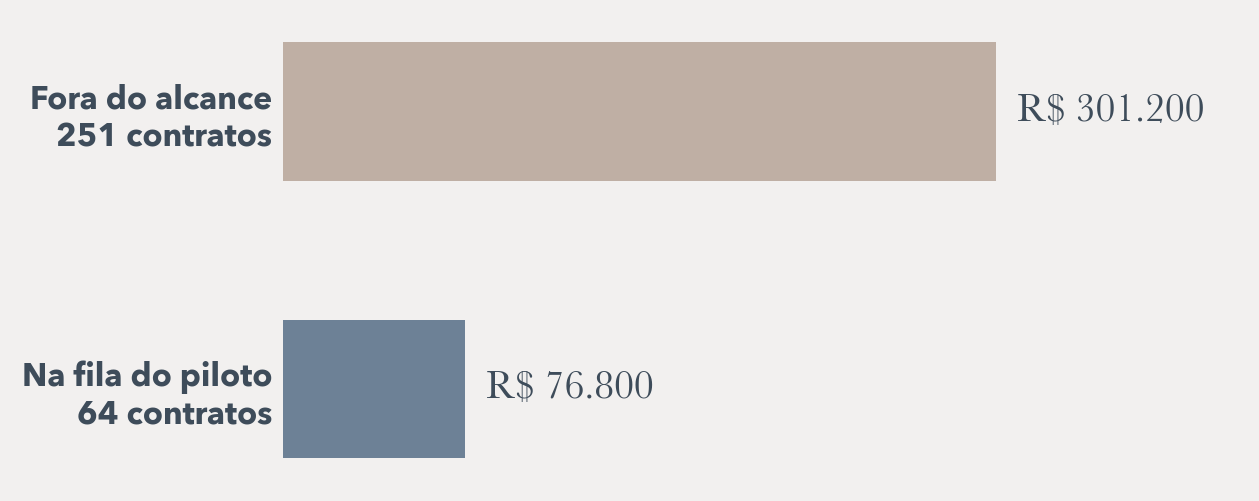 Fora do alcance
251 contratos
R$ 301.200
Na fila do piloto
64 contratos
R$ 76.800